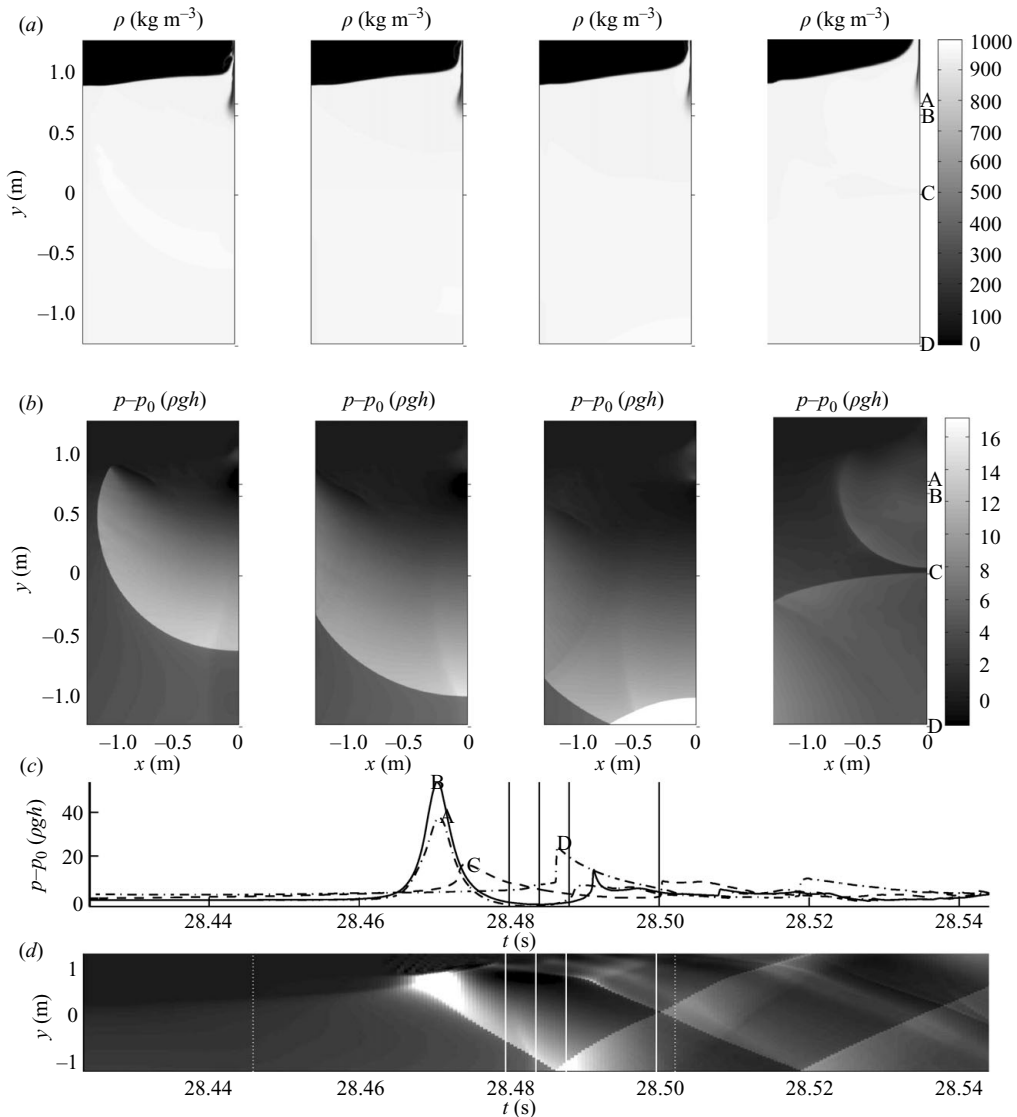 (a) ρ (kg m⁻³) ρ (kg m⁻³) ρ (kg m⁻³) ρ (kg m⁻³)
1.0
0.5
0
–0.5
–1.0
y (m)
A
B
C
D
1000
900
800
700
600
500
400
300
200
100
0
(b) p–p₀ (ρgh) p–p₀ (ρgh) p–p₀ (ρgh) p–p₀ (ρgh)
1.0
0.5
0
–0.5
–1.0
y (m)
A
B
C
D
16
14
12
10
8
6
4
2
0
–1.0 –0.5 0 –1.0 –0.5 0 –1.0 –0.5 0 –1.0 –0.5 0
x (m) x (m) x (m) x (m)
(c)
p–p₀ (ρgh)
40
20
0
B
A
C
D
28.44 28.46 28.48 28.50 28.52 28.54
t (s)
(d)
y (m)
1
0
–1
28.44 28.46 28.48 28.50 28.52 28.54
t (s)